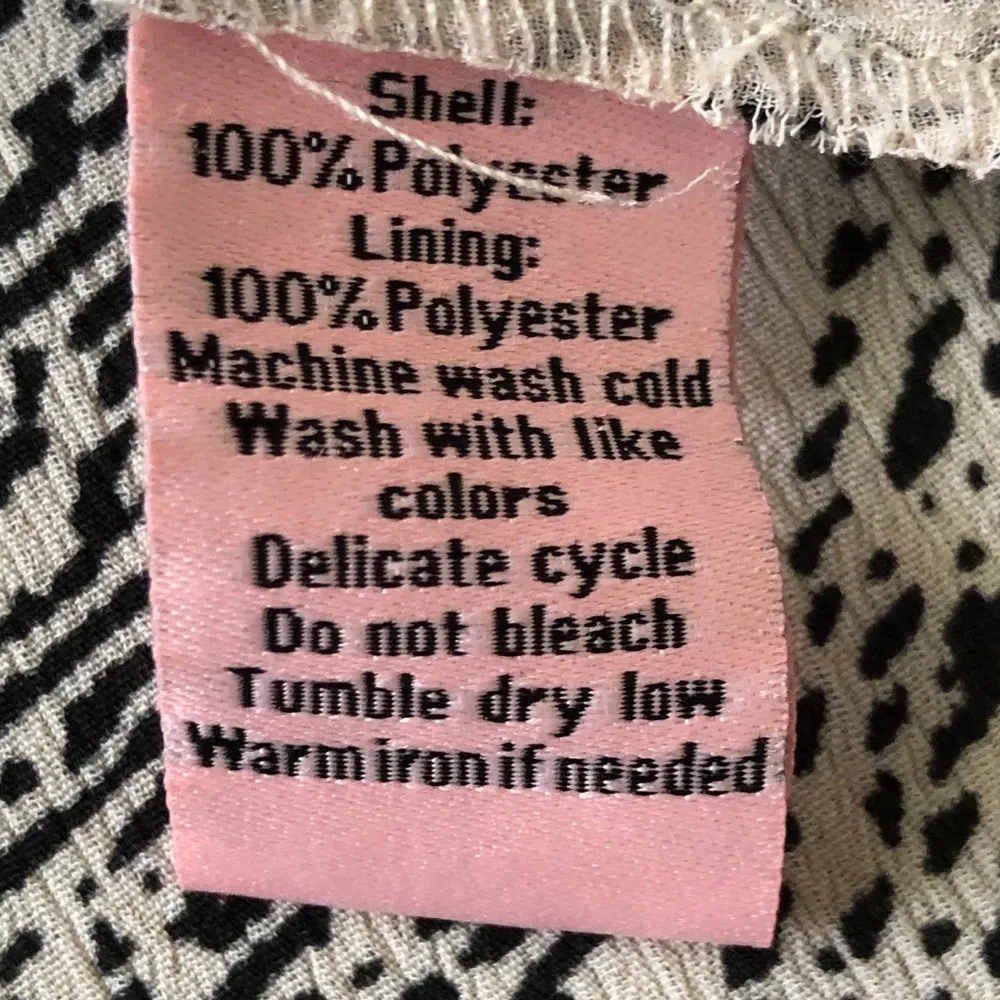 Shell:
100% Polyester
Lining:
100% Polyester
Machine wash cold
Wash with like
colors
Delicate cycle
Do not bleach
Tumble dry low
Warm iron if needed